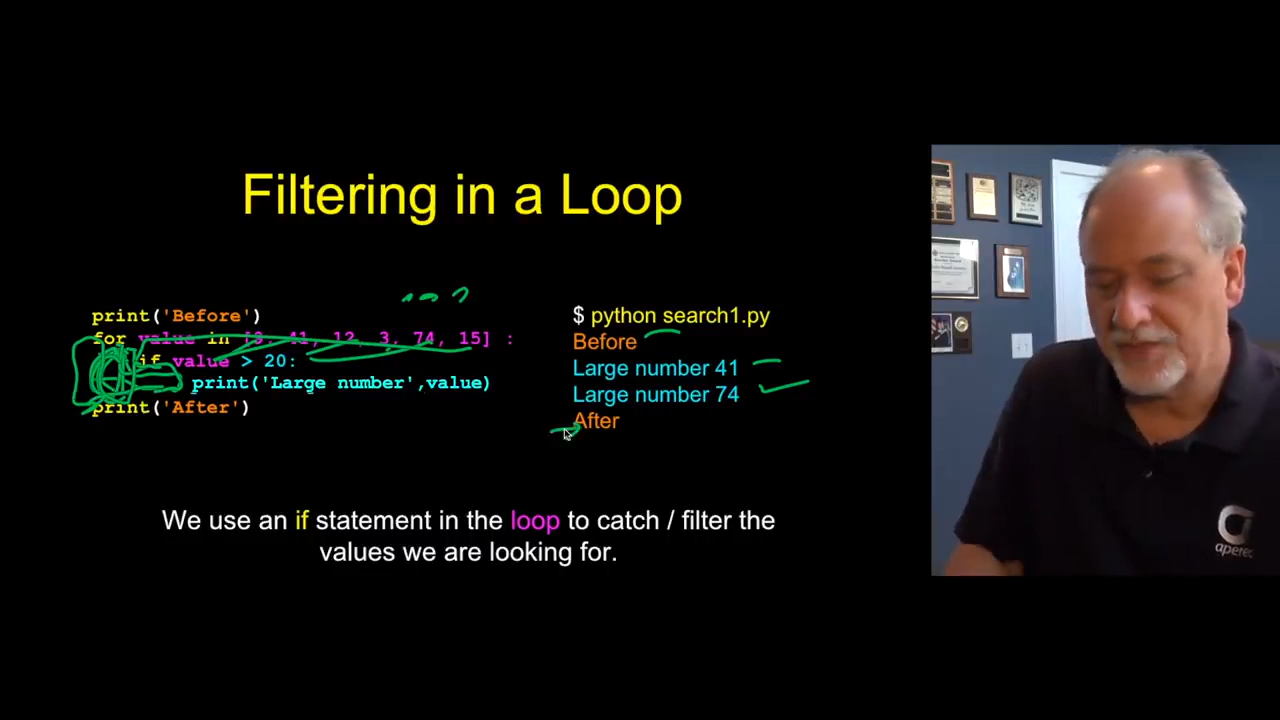 Filtering in a Loop
print('Before')
for value in [9, 41, 12, 3, 74, 15] :
if value > 20:
print('Large number',value)
print('After')
$ python search1.py
Before
Large number 41
Large number 74
After
We use an if statement in the loop to catch / filter the
values we are looking for.
apereo